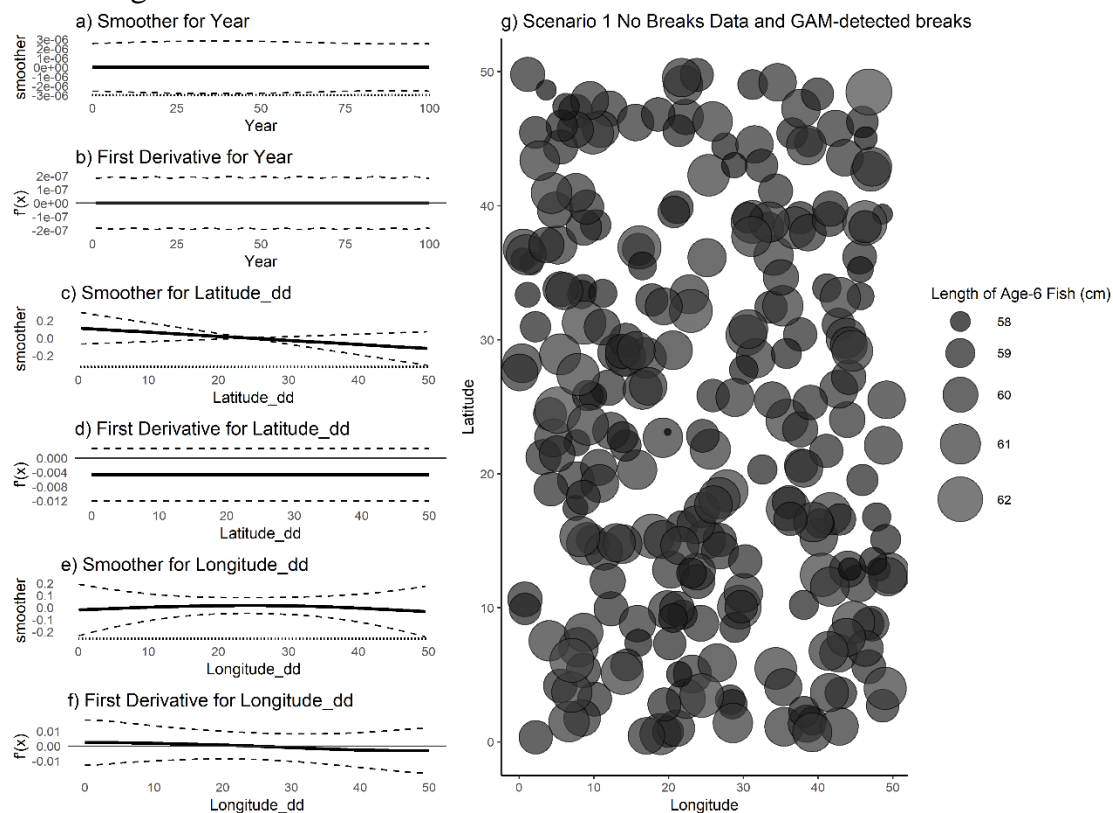 a) Smoother for Year
3e-06
2e-06
1e-06
0e+00
-1e-06
-2e-06
-3e-06
smoother
0 25 50 75 100
Year
b) First Derivative for Year
2e-07
1e-07
0e+00
-1e-07
-2e-07
f'(x)
0 25 50 75 100
Year
c) Smoother for Latitude_dd
0.2
0.0
-0.2
smoother
0 10 20 30 40 50
Latitude_dd
d) First Derivative for Latitude_dd
0.000
-0.004
-0.008
-0.012
f'(x)
0 10 20 30 40 50
Latitude_dd
e) Smoother for Longitude_dd
0.2
0.1
0.0
-0.1
-0.2
smoother
0 10 20 30 40 50
Longitude_dd
f) First Derivative for Longitude_dd
0.01
0.00
-0.01
f'(x)
0 10 20 30 40 50
Longitude_dd
g) Scenario 1 No Breaks Data and GAM-detected breaks
50
40
30
20
10
0
Latitude
0 10 20 30 40 50
Longitude
Length of Age-6 Fish (cm)
58
59
60
61
62